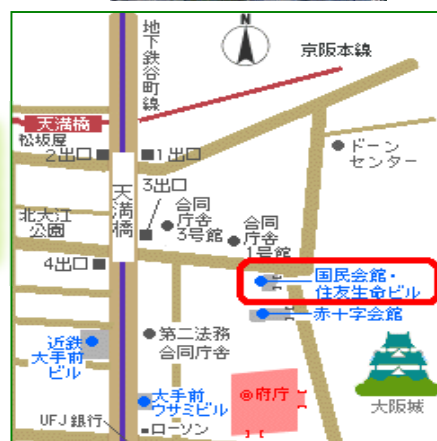 地下鉄谷町線
N
京阪本線
天満橋
松坂屋
2出口
1出口
ドーン
センター
3出口
天満橋
合同
庁舎
3号館
合同
庁舎
1号館
北大江
公園
4出口
国民会館・
住友生命ビル
赤十字会館
近鉄
大手前
ビル
第二法務
合同庁舎
大阪城
大手前
ウサミビル
府庁
UFJ銀行
ローソン